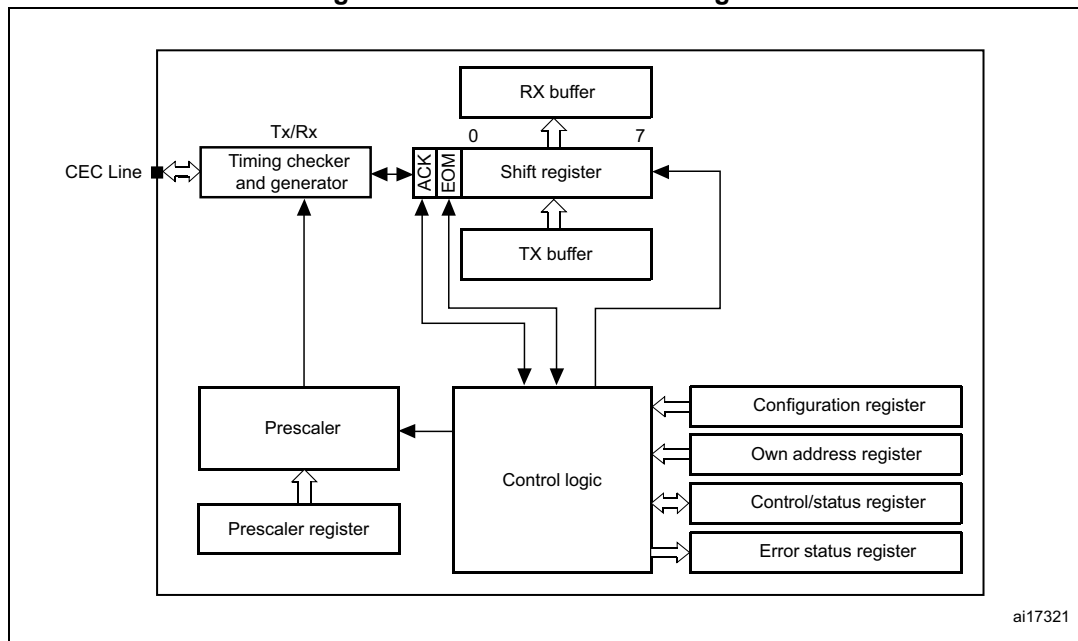 RX buffer
Tx/Rx
0
7
CEC Line
Timing checker
and generator
ACK
EOM
Shift register
TX buffer
Prescaler
Control logic
Configuration register
Own address register
Control/status register
Error status register
Prescaler register
ai17321